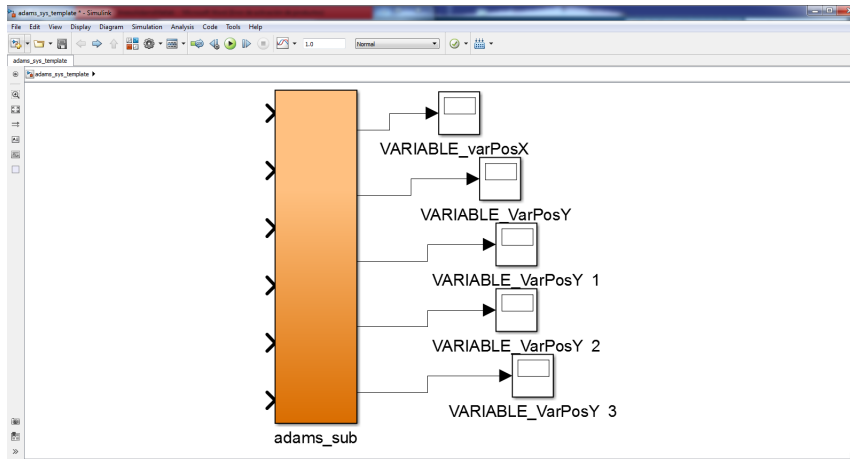 adams_sys_template * - Simulink
File Edit View Display Diagram Simulation Analysis Code Tools Help
1.0 Normal
adams_sys_template
adams_sys_template
VARIABLE_varPosX
VARIABLE_VarPosY
VARIABLE_VarPosY 1
VARIABLE_VarPosY 2
VARIABLE_VarPosY 3
adams_sub